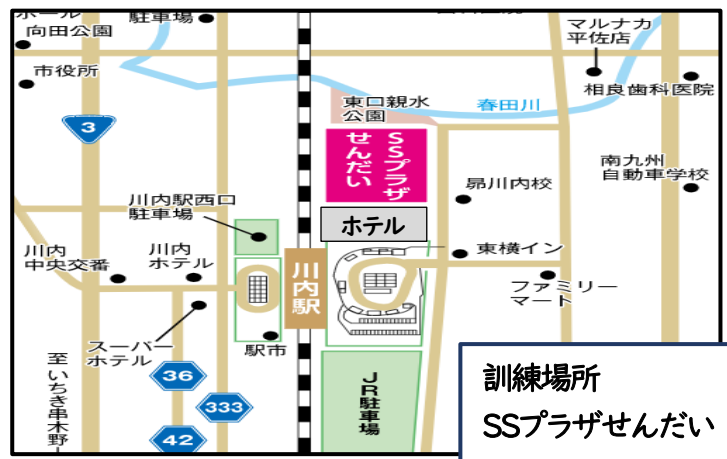 ホール
向田公園
駐車場
市役所
3
マルナカ
平佐店
相良歯科医院
春田川
東口親水
公園
SSプラザ
せんだい
南九州
自動車学校
昴川内校
川内駅西口
駐車場
ホテル
川内
中央交番
川内
ホテル
川内駅
東横イン
ファミリー
マート
スーパー
ホテル
駅市
至いちき串木野
36
333
42
JR駐車場
訓練場所
SSプラザせんだい